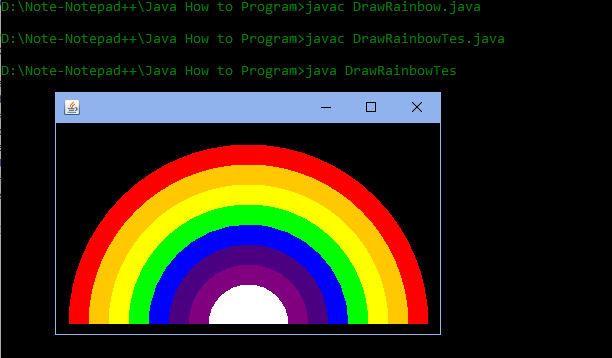 D:\Note-Notepad++\Java How to Program>javac DrawRainbow.java
D:\Note-Notepad++\Java How to Program>javac DrawRainbowTes.java
D:\Note-Notepad++\Java How to Program>java DrawRainbowTes